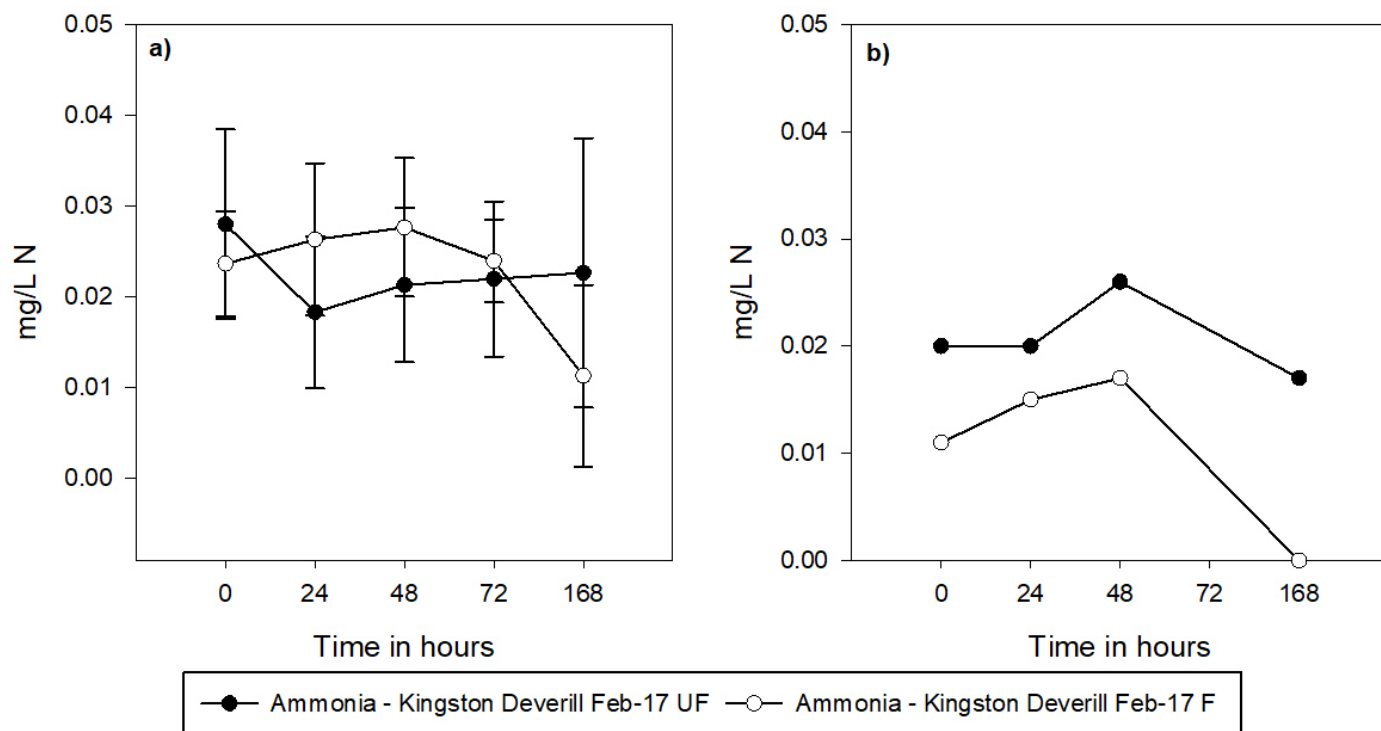 a)
mg/L N
0.05
0.04
0.03
0.02
0.01
0.00
0 24 48 72 168
Time in hours
b)
mg/L N
0.05
0.04
0.03
0.02
0.01
0.00
0 24 48 72 168
Time in hours
Ammonia - Kingston Deverill Feb-17 UF
Ammonia - Kingston Deverill Feb-17 F